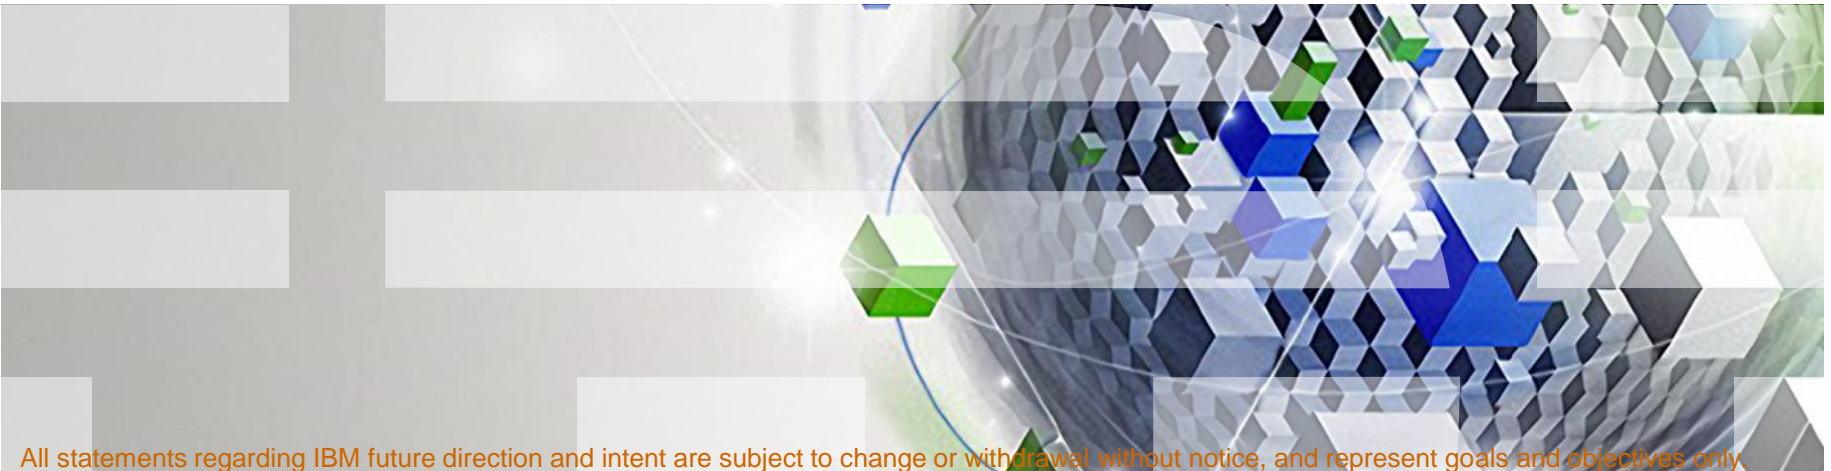 All statements regarding IBM future direction and intent are subject to change or withdrawal without notice, and represent goals and objectives only.